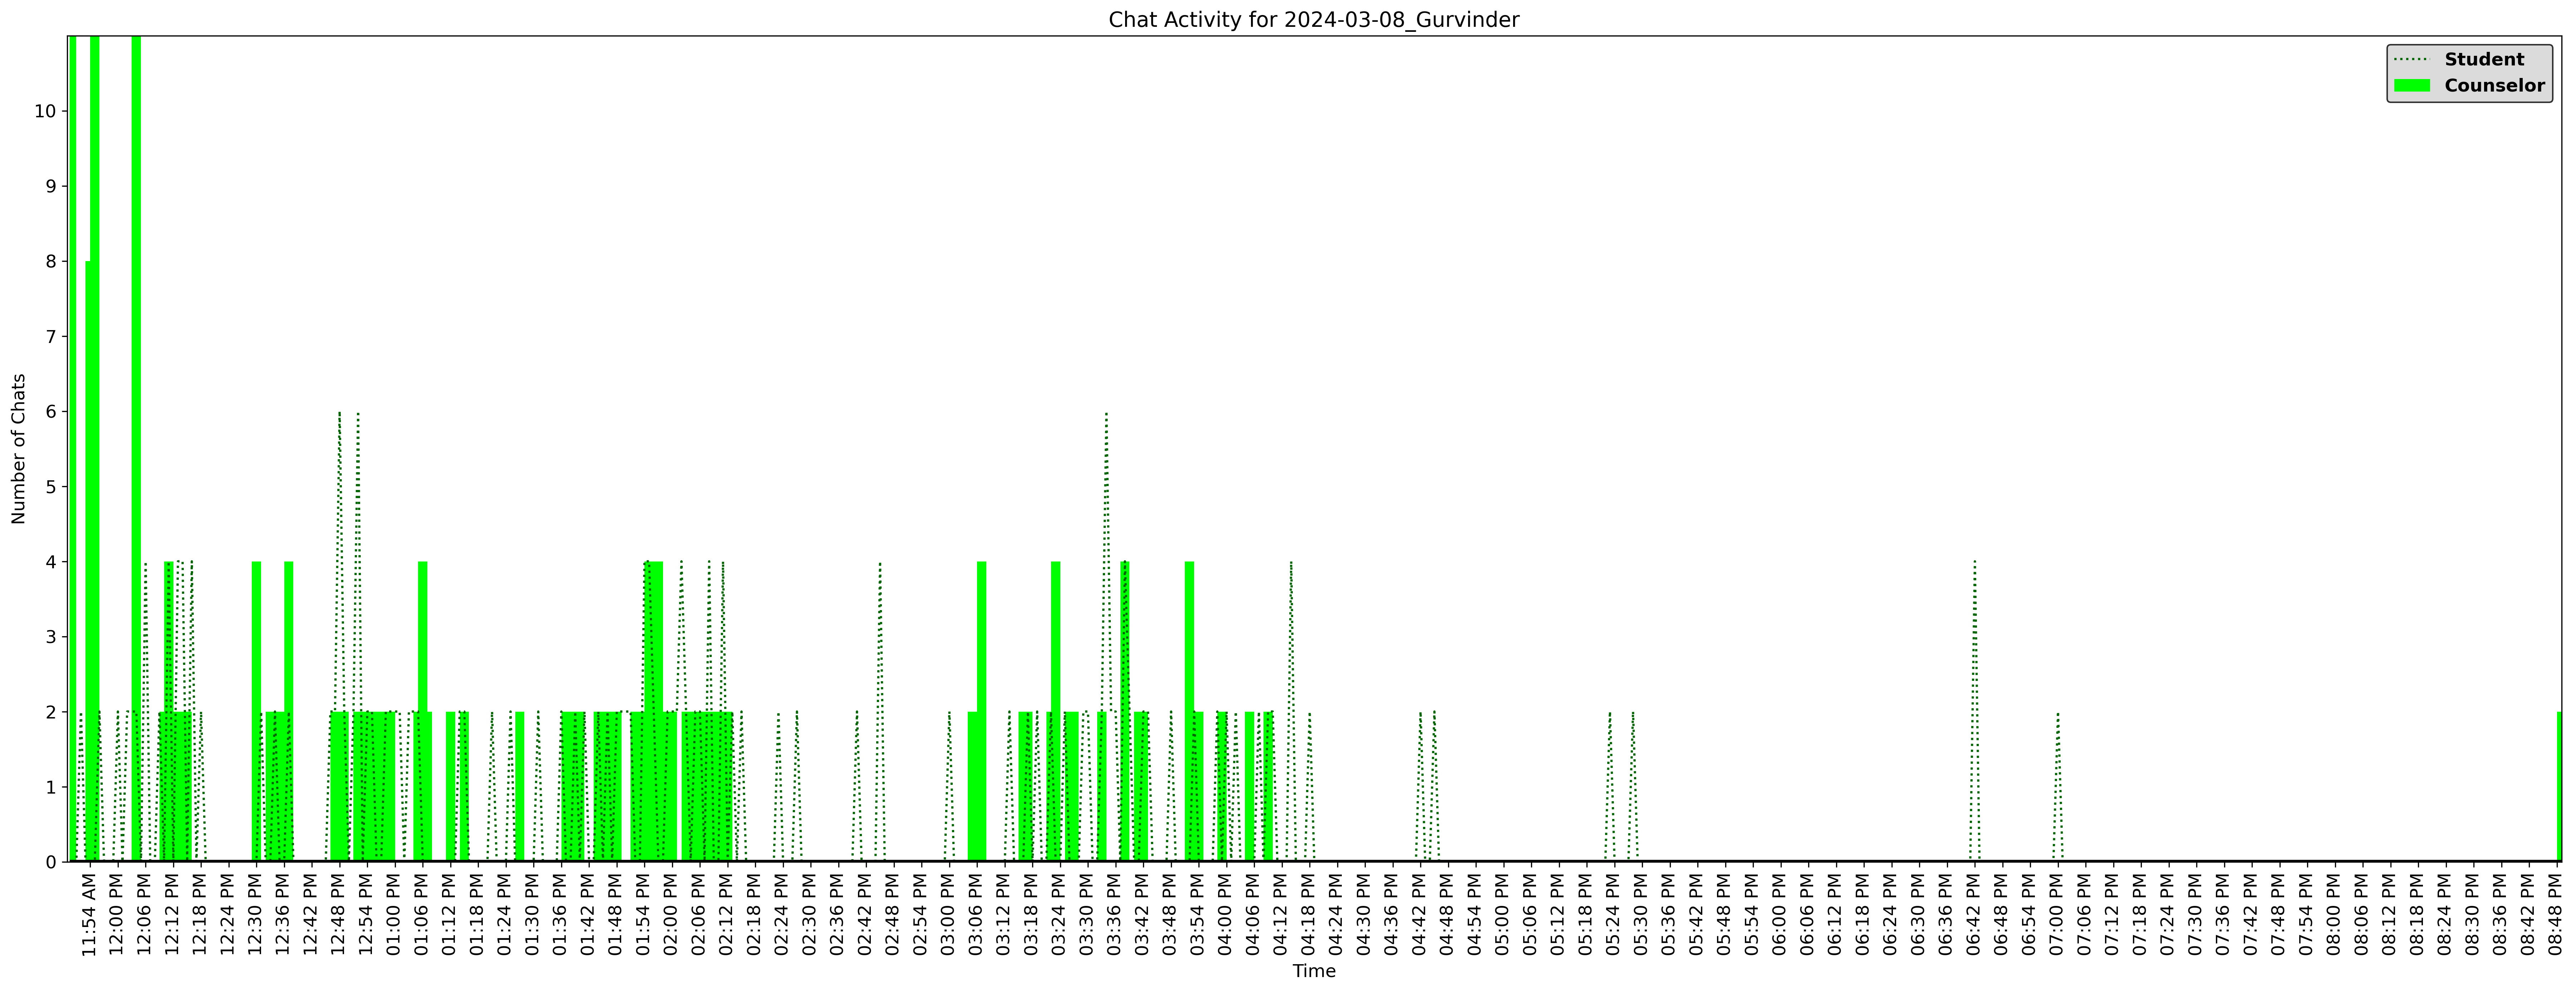 Chat Activity for 2024-03-08_Gurvinder
Student
Counselor
Number of Chats
10
9
8
7
6
5
4
3
2
1
0
11:54 AM
12:00 PM
12:06 PM
12:12 PM
12:18 PM
12:24 PM
12:30 PM
12:36 PM
12:42 PM
12:48 PM
12:54 PM
01:00 PM
01:06 PM
01:12 PM
01:18 PM
01:24 PM
01:30 PM
01:36 PM
01:42 PM
01:48 PM
01:54 PM
02:00 PM
02:06 PM
02:12 PM
02:18 PM
02:24 PM
02:30 PM
02:36 PM
02:42 PM
02:48 PM
02:54 PM
03:00 PM
03:06 PM
03:12 PM
03:18 PM
03:24 PM
03:30 PM
03:36 PM
03:42 PM
03:48 PM
03:54 PM
04:00 PM
04:06 PM
04:12 PM
04:18 PM
04:24 PM
04:30 PM
04:36 PM
04:42 PM
04:48 PM
04:54 PM
05:00 PM
05:06 PM
05:12 PM
05:18 PM
05:24 PM
05:30 PM
05:36 PM
05:42 PM
05:48 PM
05:54 PM
06:00 PM
06:06 PM
06:12 PM
06:18 PM
06:24 PM
06:30 PM
06:36 PM
06:42 PM
06:48 PM
06:54 PM
07:00 PM
07:06 PM
07:12 PM
07:18 PM
07:24 PM
07:30 PM
07:36 PM
07:42 PM
07:48 PM
07:54 PM
08:00 PM
08:06 PM
08:12 PM
08:18 PM
08:24 PM
08:30 PM
08:36 PM
08:42 PM
08:48 PM
Time